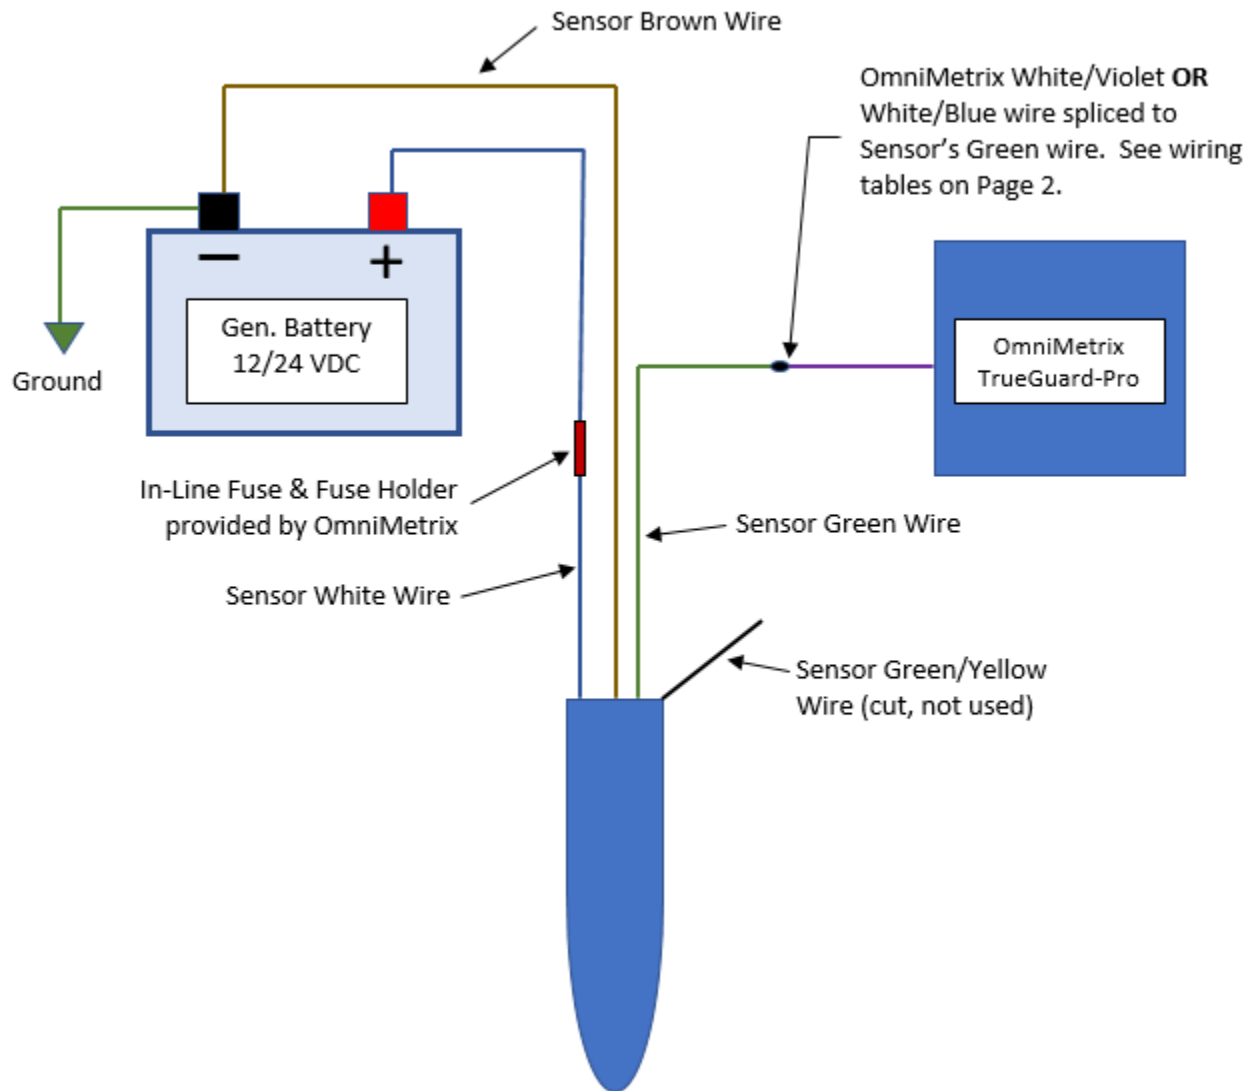 Sensor Brown Wire
OmniMetrix White/Violet OR
White/Blue wire spliced to
Sensor’s Green wire.  See wiring
tables on Page 2.
−
+
Gen. Battery
12/24 VDC
Ground
OmniMetrix
TrueGuard-Pro
In-Line Fuse & Fuse Holder
provided by OmniMetrix
Sensor Green Wire
Sensor White Wire
Sensor Green/Yellow
Wire (cut, not used)